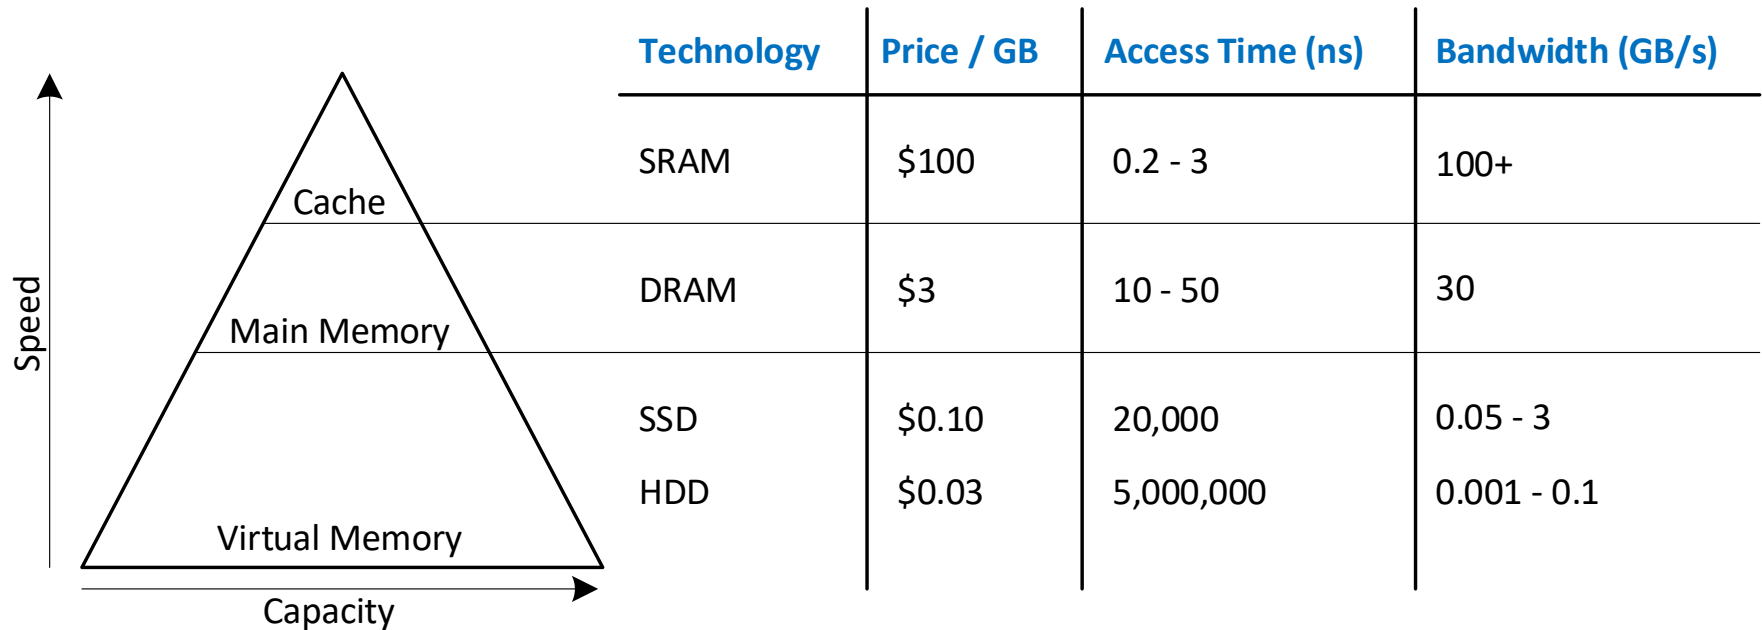 Technology Price / GB Access Time (ns) Bandwidth (GB/s)
SRAM $100 0.2 - 3 100+
Cache
DRAM $3 10 - 50 30
Main Memory
SSD $0.10 20,000 0.05 - 3
HDD $0.03 5,000,000 0.001 - 0.1
Virtual Memory
Speed
Capacity